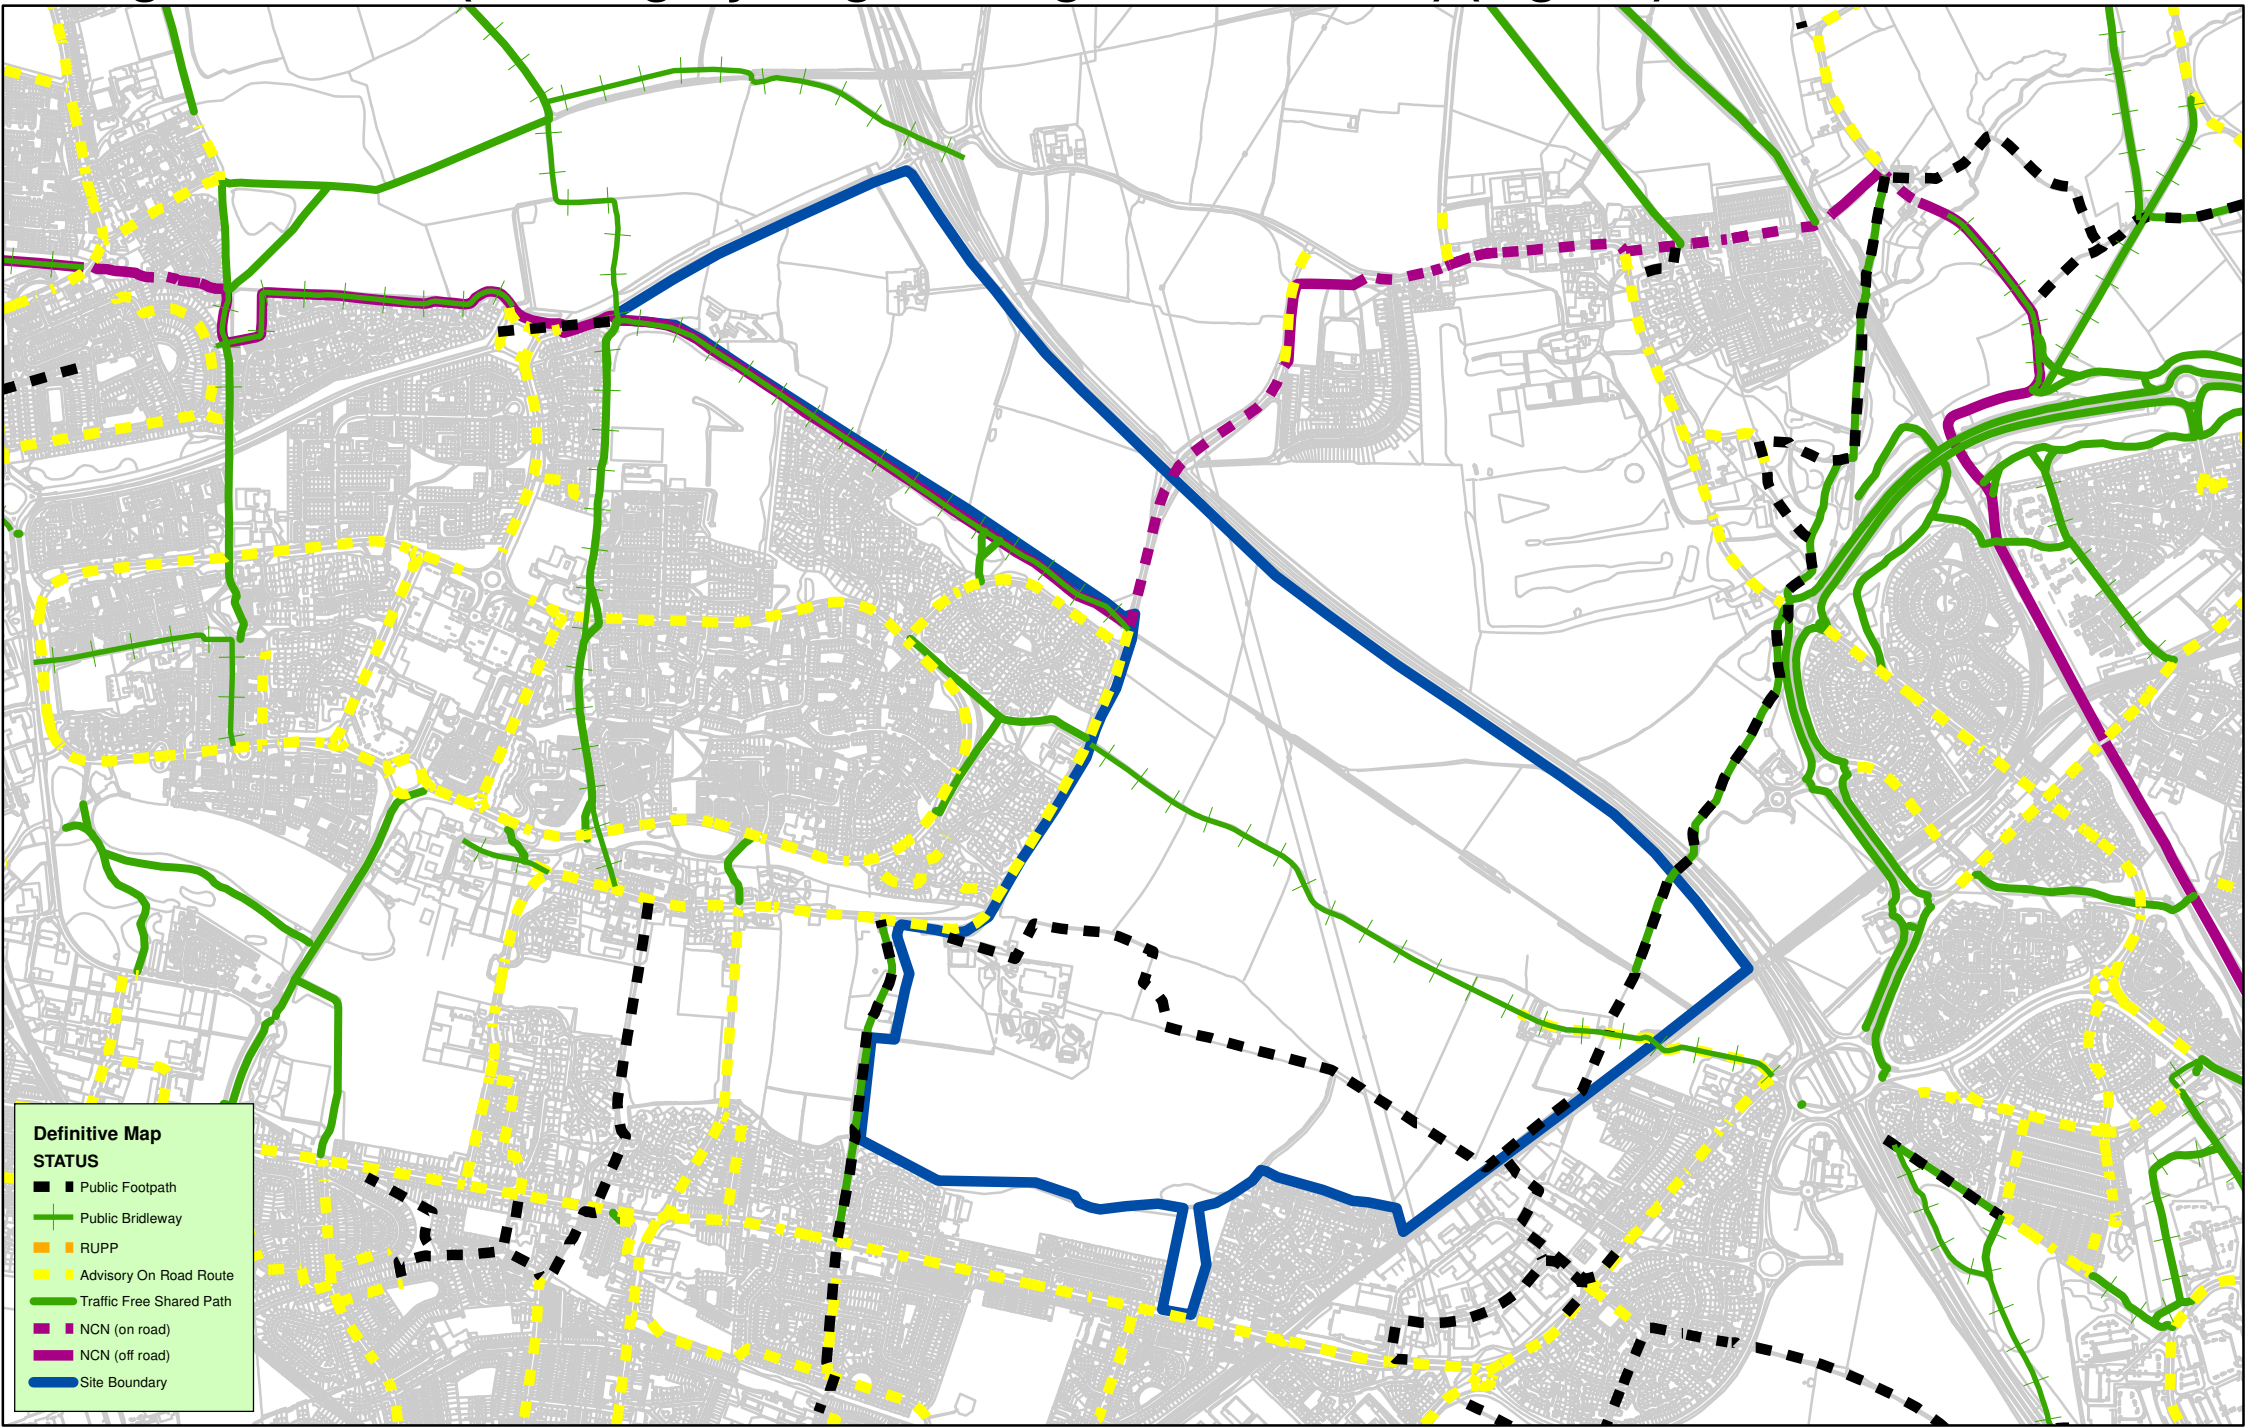 Definitive Map
STATUS
Public Footpath
Public Bridleway
RUPP
Advisory On Road Route
Traffic Free Shared Path
NCN (on road)
NCN (off road)
Site Boundary